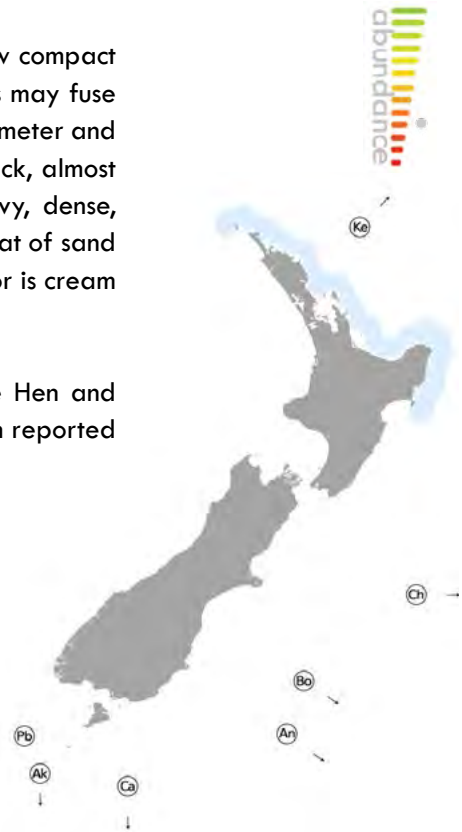 abundance
compact
may fuse
meter and
ck, almost
vy, dense,
at of sand
or is cream
Hen and
reported
Ke
Ch
Bo
An
Pb
Ak
Ca